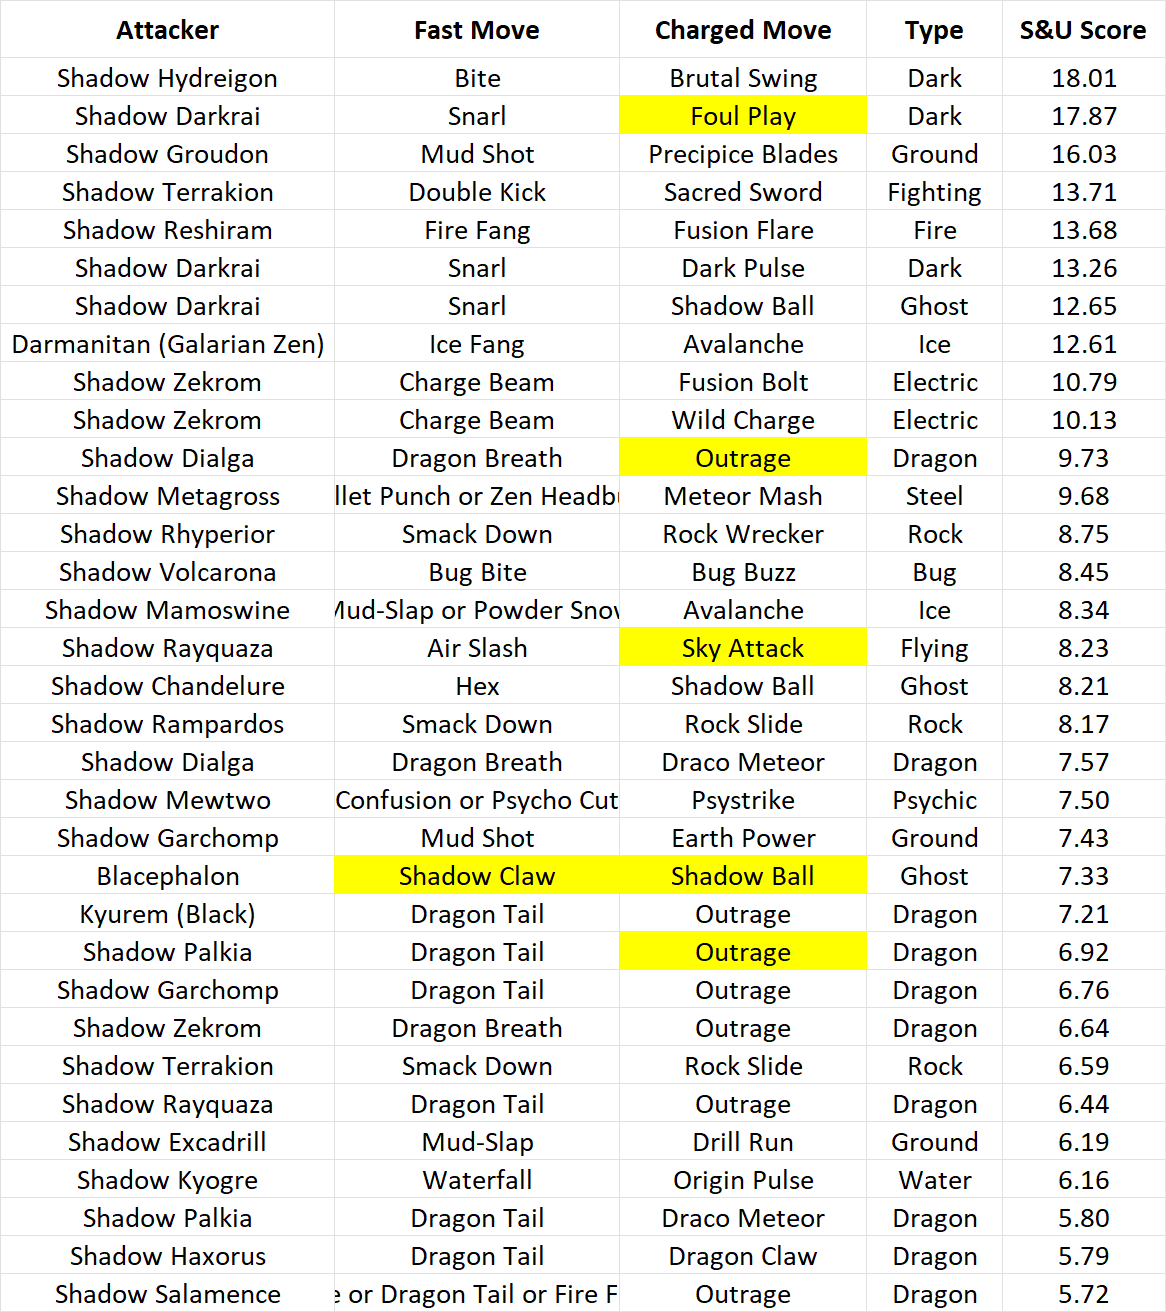 Attacker Fast Move Charged Move Type S&U Score
Shadow Hydreigon Bite Brutal Swing Dark 18.01
Shadow Darkrai Snarl Foul Play Dark 17.87
Shadow Groudon Mud Shot Precipice Blades Ground 16.03
Shadow Terrakion Double Kick Sacred Sword Fighting 13.71
Shadow Reshiram Fire Fang Fusion Flare Fire 13.68
Shadow Darkrai Snarl Dark Pulse Dark 13.26
Shadow Darkrai Snarl Shadow Ball Ghost 12.65
Darmanitan (Galarian Zen) Ice Fang Avalanche Ice 12.61
Shadow Zekrom Charge Beam Fusion Bolt Electric 10.79
Shadow Zekrom Charge Beam Wild Charge Electric 10.13
Shadow Dialga Dragon Breath Outrage Dragon 9.73
Shadow Metagross llet Punch or Zen Headbu Meteor Mash Steel 9.68
Shadow Rhyperior Smack Down Rock Wrecker Rock 8.75
Shadow Volcarona Bug Bite Bug Buzz Bug 8.45
Shadow Mamoswine Mud-Slap or Powder Snow Avalanche Ice 8.34
Shadow Rayquaza Air Slash Sky Attack Flying 8.23
Shadow Chandelure Hex Shadow Ball Ghost 8.21
Shadow Rampardos Smack Down Rock Slide Rock 8.17
Shadow Dialga Dragon Breath Draco Meteor Dragon 7.57
Shadow Mewtwo Confusion or Psycho Cut Psystrike Psychic 7.50
Shadow Garchomp Mud Shot Earth Power Ground 7.43
Blacephalon Shadow Claw Shadow Ball Ghost 7.33
Kyurem (Black) Dragon Tail Outrage Dragon 7.21
Shadow Palkia Dragon Tail Outrage Dragon 6.92
Shadow Garchomp Dragon Tail Outrage Dragon 6.76
Shadow Zekrom Dragon Breath Outrage Dragon 6.64
Shadow Terrakion Smack Down Rock Slide Rock 6.59
Shadow Rayquaza Dragon Tail Outrage Dragon 6.44
Shadow Excadrill Mud-Slap Drill Run Ground 6.19
Shadow Kyogre Waterfall Origin Pulse Water 6.16
Shadow Palkia Dragon Tail Draco Meteor Dragon 5.80
Shadow Haxorus Dragon Tail Dragon Claw Dragon 5.79
Shadow Salamence e or Dragon Tail or Fire F Outrage Dragon 5.72